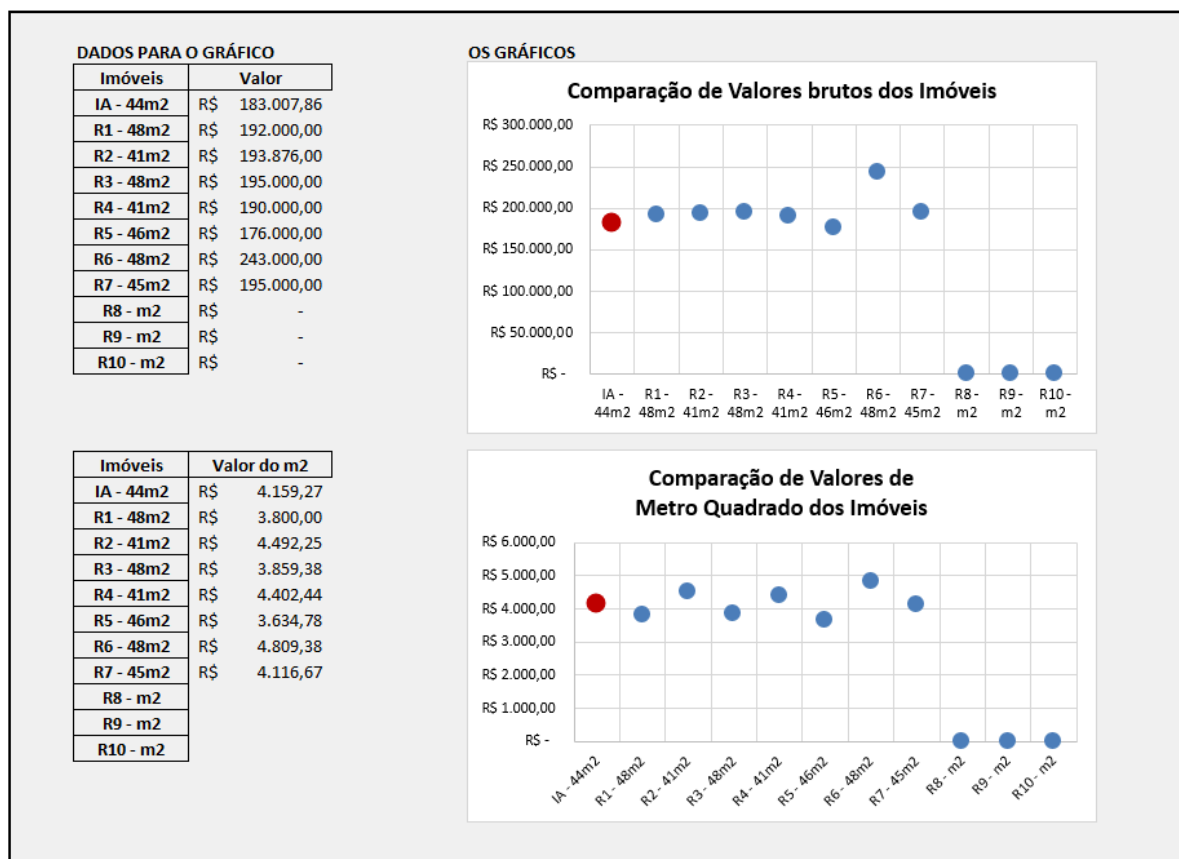 DADOS PARA O GRÁFICO
Imóveis Valor
IA - 44m2 R$ 183.007,86
R1 - 48m2 R$ 192.000,00
R2 - 41m2 R$ 193.876,00
R3 - 48m2 R$ 195.000,00
R4 - 41m2 R$ 190.000,00
R5 - 46m2 R$ 176.000,00
R6 - 48m2 R$ 243.000,00
R7 - 45m2 R$ 195.000,00
R8 - m2 R$ -
R9 - m2 R$ -
R10 - m2 R$ -
OS GRÁFICOS
Comparação de Valores brutos dos Imóveis
R$ 300.000,00
R$ 250.000,00
R$ 200.000,00
R$ 150.000,00
R$ 100.000,00
R$ 50.000,00
R$ -
IA - R1 - R2 - R3 - R4 - R5 - R6 - R7 - R8 - R9 - R10 -
44m2 48m2 41m2 48m2 41m2 46m2 48m2 45m2 m2 m2 m2
Imóveis Valor do m2
IA - 44m2 R$ 4.159,27
R1 - 48m2 R$ 3.800,00
R2 - 41m2 R$ 4.492,25
R3 - 48m2 R$ 3.859,38
R4 - 41m2 R$ 4.402,44
R5 - 46m2 R$ 3.634,78
R6 - 48m2 R$ 4.809,38
R7 - 45m2 R$ 4.116,67
R8 - m2
R9 - m2
R10 - m2
Comparação de Valores de
Metro Quadrado dos Imóveis
R$ 6.000,00
R$ 5.000,00
R$ 4.000,00
R$ 3.000,00
R$ 2.000,00
R$ 1.000,00
R$ -
IA - 44m2 R1 - 48m2 R2 - 41m2 R3 - 48m2 R4 - 41m2 R5 - 46m2 R6 - 48m2 R7 - 45m2 R8 - m2 R9 - m2 R10 - m2